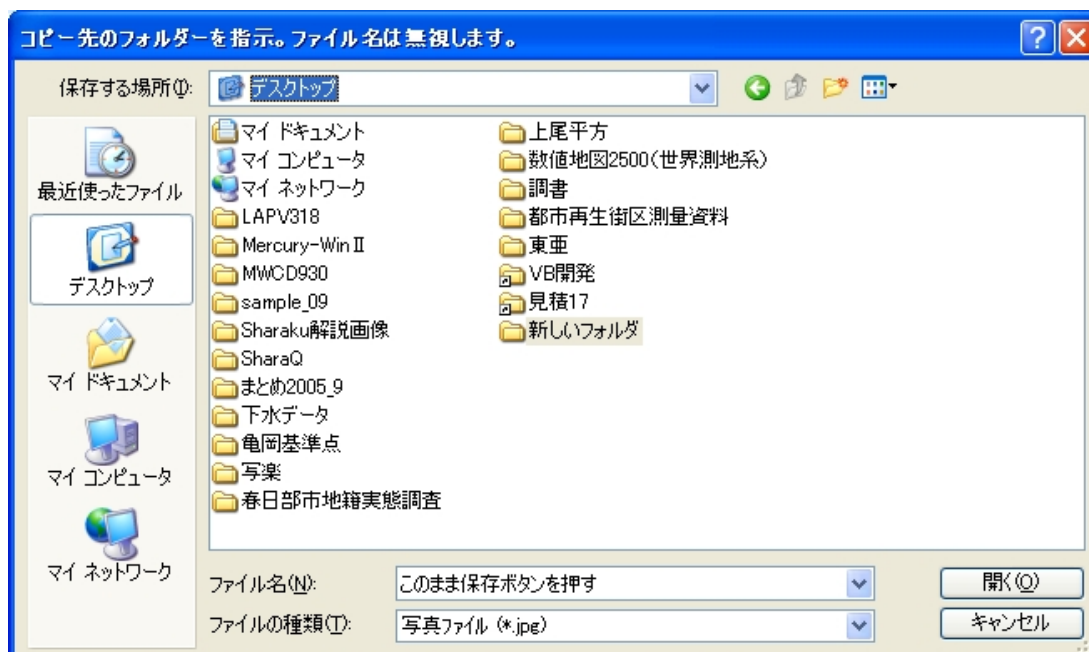 コピー先のフォルダーを指示。ファイル名は無視します。
保存する場所(I):
デスクトップ
最近使ったファイル
デスクトップ
マイ ドキュメント
マイ コンピュータ
マイ ネットワーク
マイ ドキュメント
マイ コンピュータ
マイ ネットワーク
LAPV318
Mercury-WinⅡ
MWCD930
sample_09
Sharaku解説画像
SharaQ
まとめ2005_9
下水データ
亀岡基準点
写楽
春日部市地籍実態調査
上尾平方
数値地図2500(世界測地系)
調書
都市再生街区測量資料
東亜
VB開発
見積17
新しいフォルダ
ファイル名(N):
このまま保存ボタンを押す
開く(O)
ファイルの種類(T):
写真ファイル (*.jpg)
キャンセル